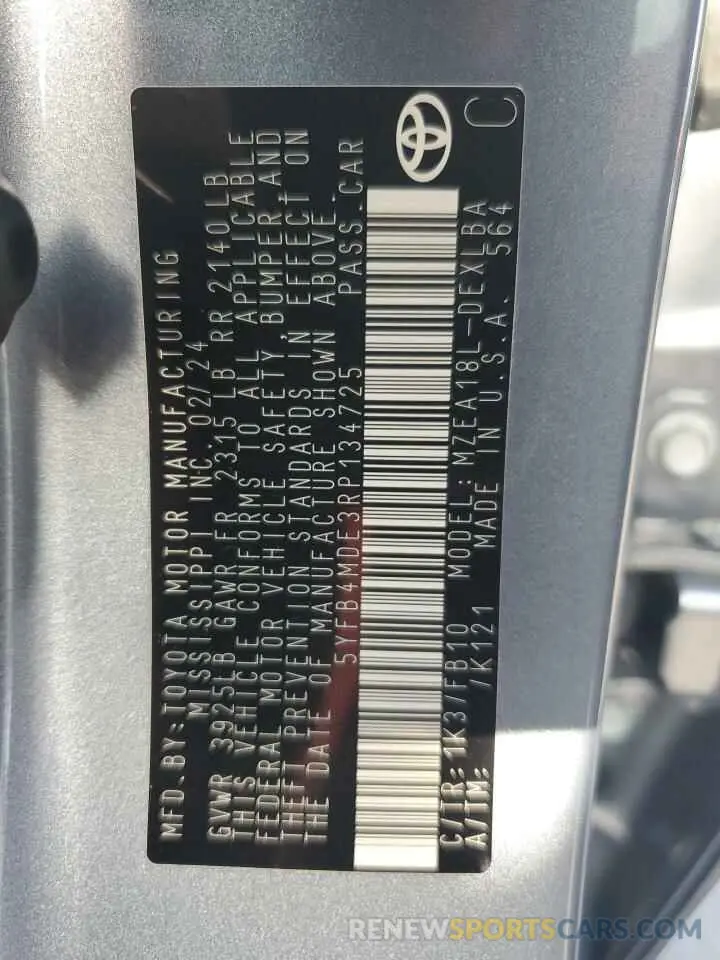 MFD.BY:TOYOTA MOTOR MANUFACTURING
MISSISSIPPI INC. 02/24
GVWR 3925LB GAWR FR 2315 LB RR 2140LB
THIS VEHICLE CONFORMS TO ALL APPLICABLE
FEDERAL MOTOR VEHICLE SAFETY, BUMPER, AND
THEFT PREVENTION STANDARDS IN EFFECT ON
THE DATE OF MANUFACTURE SHOWN ABOVE.
5YFB4MDE3RP134725 PASS.CAR
C/TR:1K3/FB10 MODEL:MZEA18L-DEXLBA
A/TM: /K121 MADE IN U.S.A. 564
C
RENEWSPORTSCARS.COM